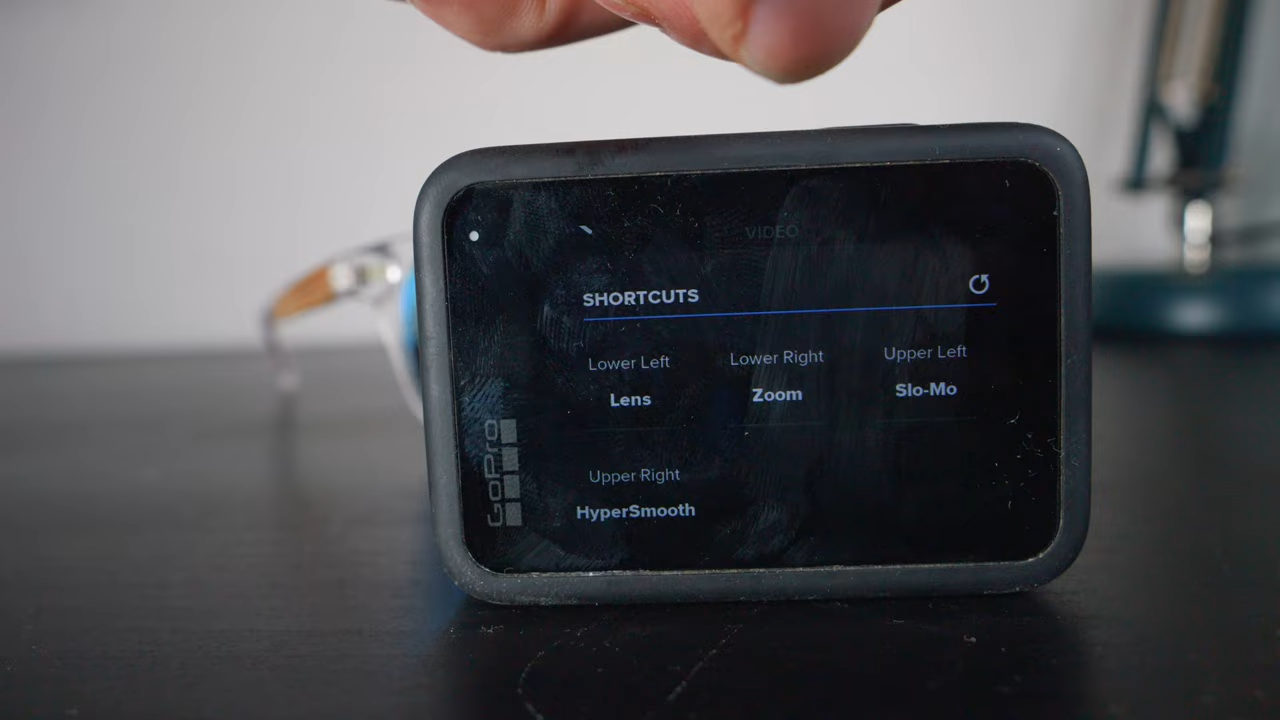 VIDEO
SHORTCUTS
Lower Left
Lens
Lower Right
Zoom
Upper Left
Slo-Mo
Upper Right
HyperSmooth
GoPro